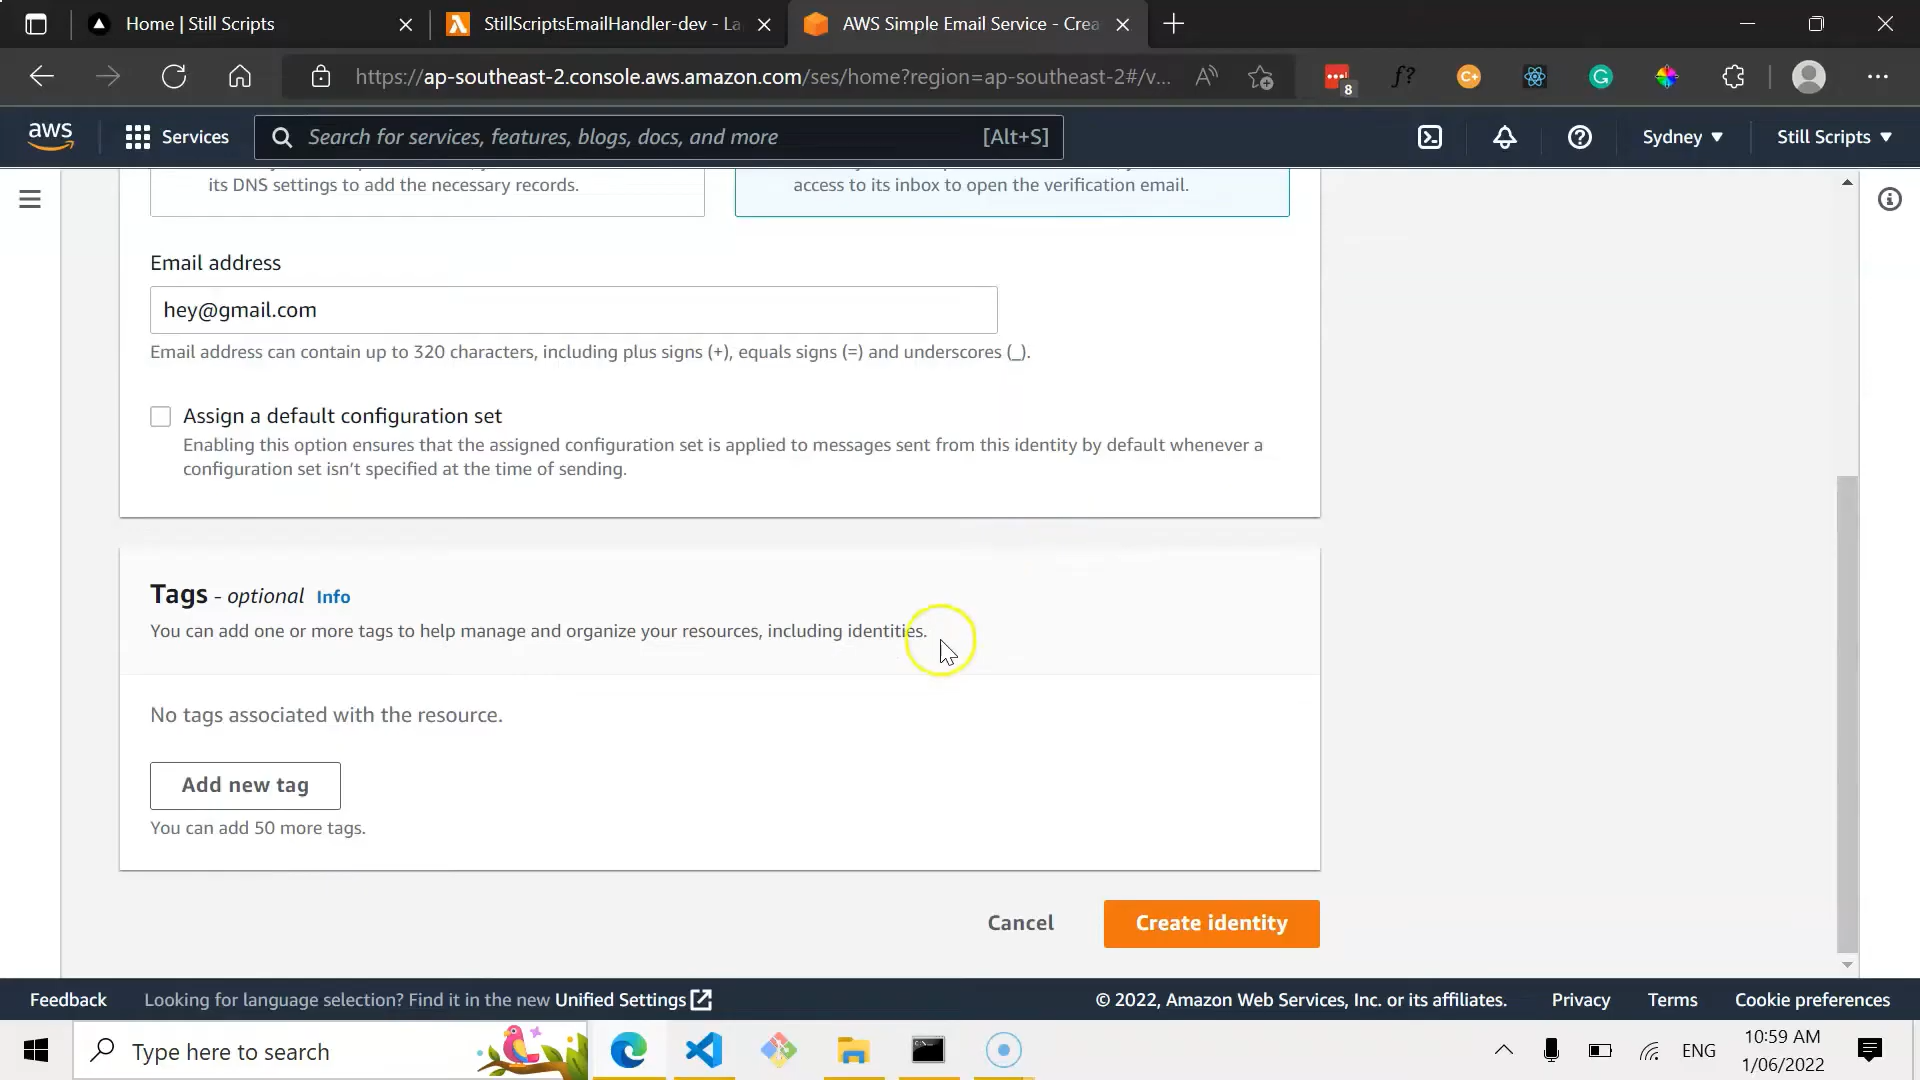 Home | Still Scripts
StillScriptsEmailHandler-dev - La
AWS Simple Email Service - Crea
https://ap-southeast-2.console.aws.amazon.com/ses/home?region=ap-southeast-2#/v...
8
aws
Services
Search for services, features, blogs, docs, and more
[Alt+S]
Sydney
Still Scripts
its DNS settings to add the necessary records.
access to its inbox to open the verification email.
Email address
hey@gmail.com
Email address can contain up to 320 characters, including plus signs (+), equals signs (=) and underscores (_).
Assign a default configuration set
Enabling this option ensures that the assigned configuration set is applied to messages sent from this identity by default whenever a
configuration set isn't specified at the time of sending.
Tags - optional Info
You can add one or more tags to help manage and organize your resources, including identities.
No tags associated with the resource.
Add new tag
You can add 50 more tags.
Cancel
Create identity
Feedback
Looking for language selection? Find it in the new Unified Settings
© 2022, Amazon Web Services, Inc. or its affiliates.
Privacy
Terms
Cookie preferences
Type here to search
ENG
10:59 AM
1/06/2022